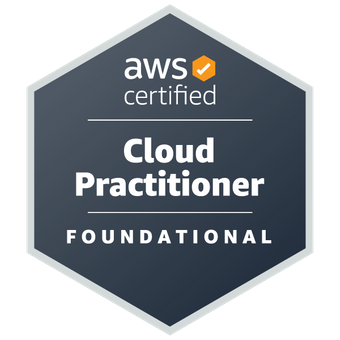 aws
certified
Cloud
Practitioner
FOUNDATIONAL